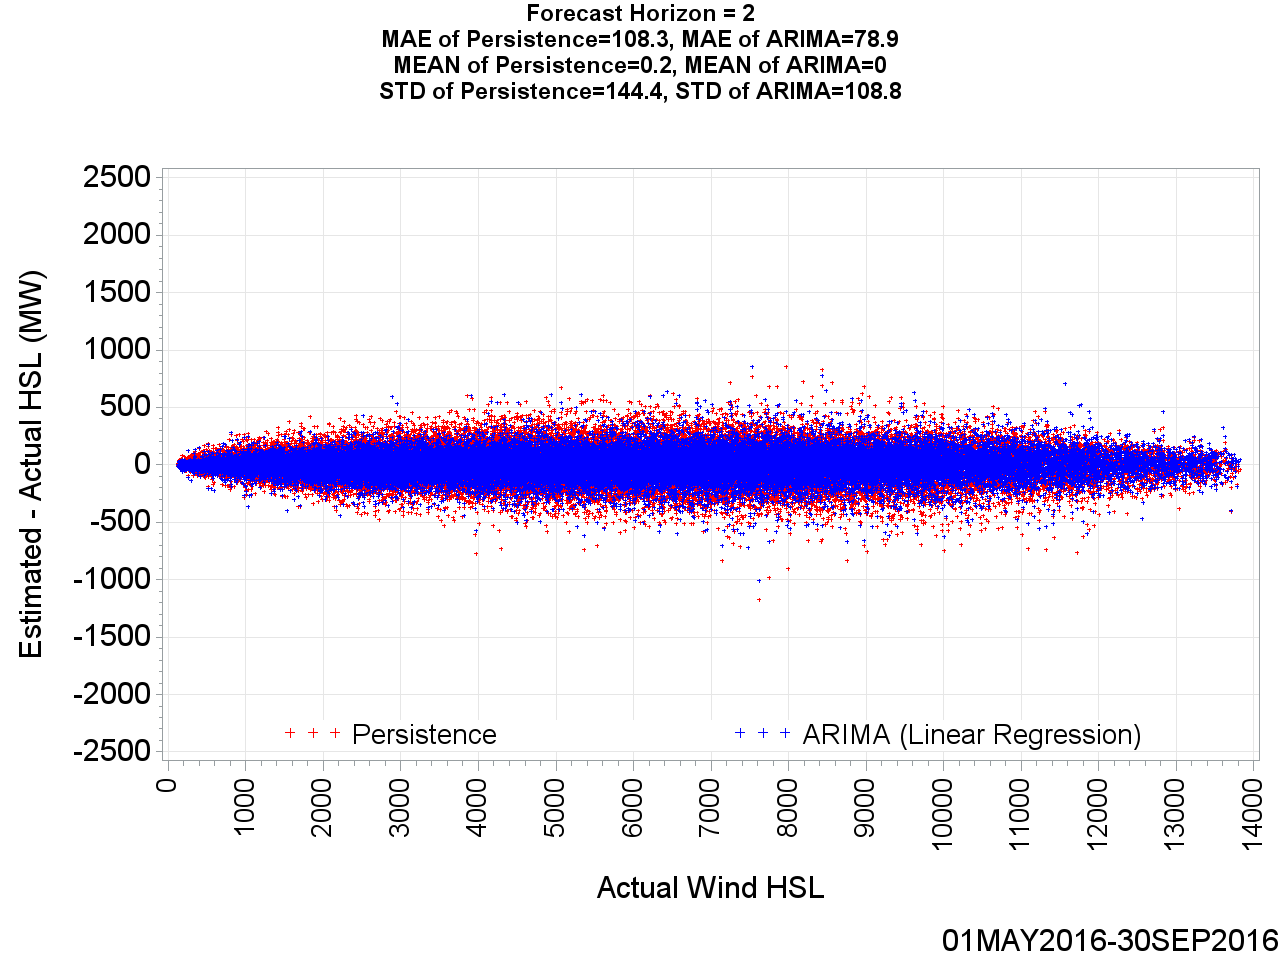 Forecast Horizon = 2
MAE of Persistence=108.3, MAE of ARIMA=78.9
MEAN of Persistence=0.2, MEAN of ARIMA=0
STD of Persistence=144.4, STD of ARIMA=108.8
Estimated - Actual HSL (MW)
2500
2000
1500
1000
500
0
-500
-1000
-1500
-2000
-2500
Persistence
ARIMA (Linear Regression)
0 1000 2000 3000 4000 5000 6000 7000 8000 9000 10000 11000 12000 13000 14000
Actual Wind HSL
01MAY2016-30SEP2016